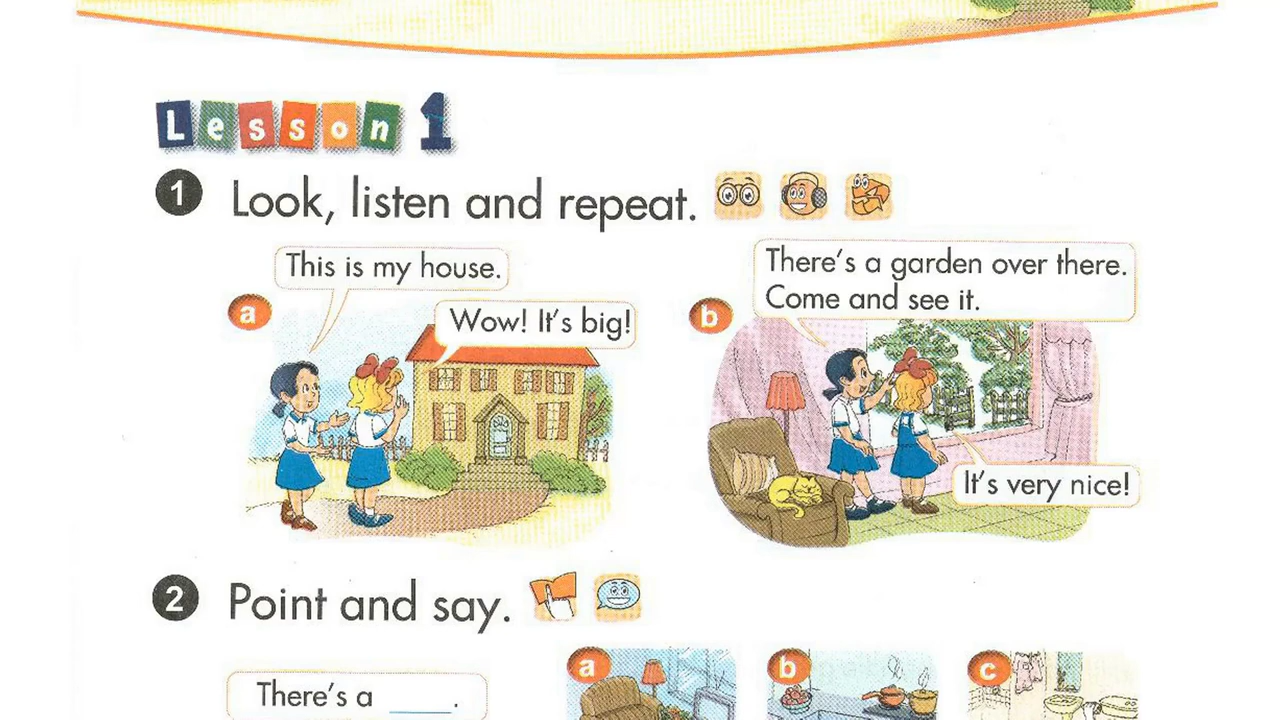 Lesson 1
1 Look, listen and repeat.
This is my house.
a
Wow! It's big!
There's a garden over there.
Come and see it.
b
It's very nice!
2 Point and say.
There's a ____.
a
b
c